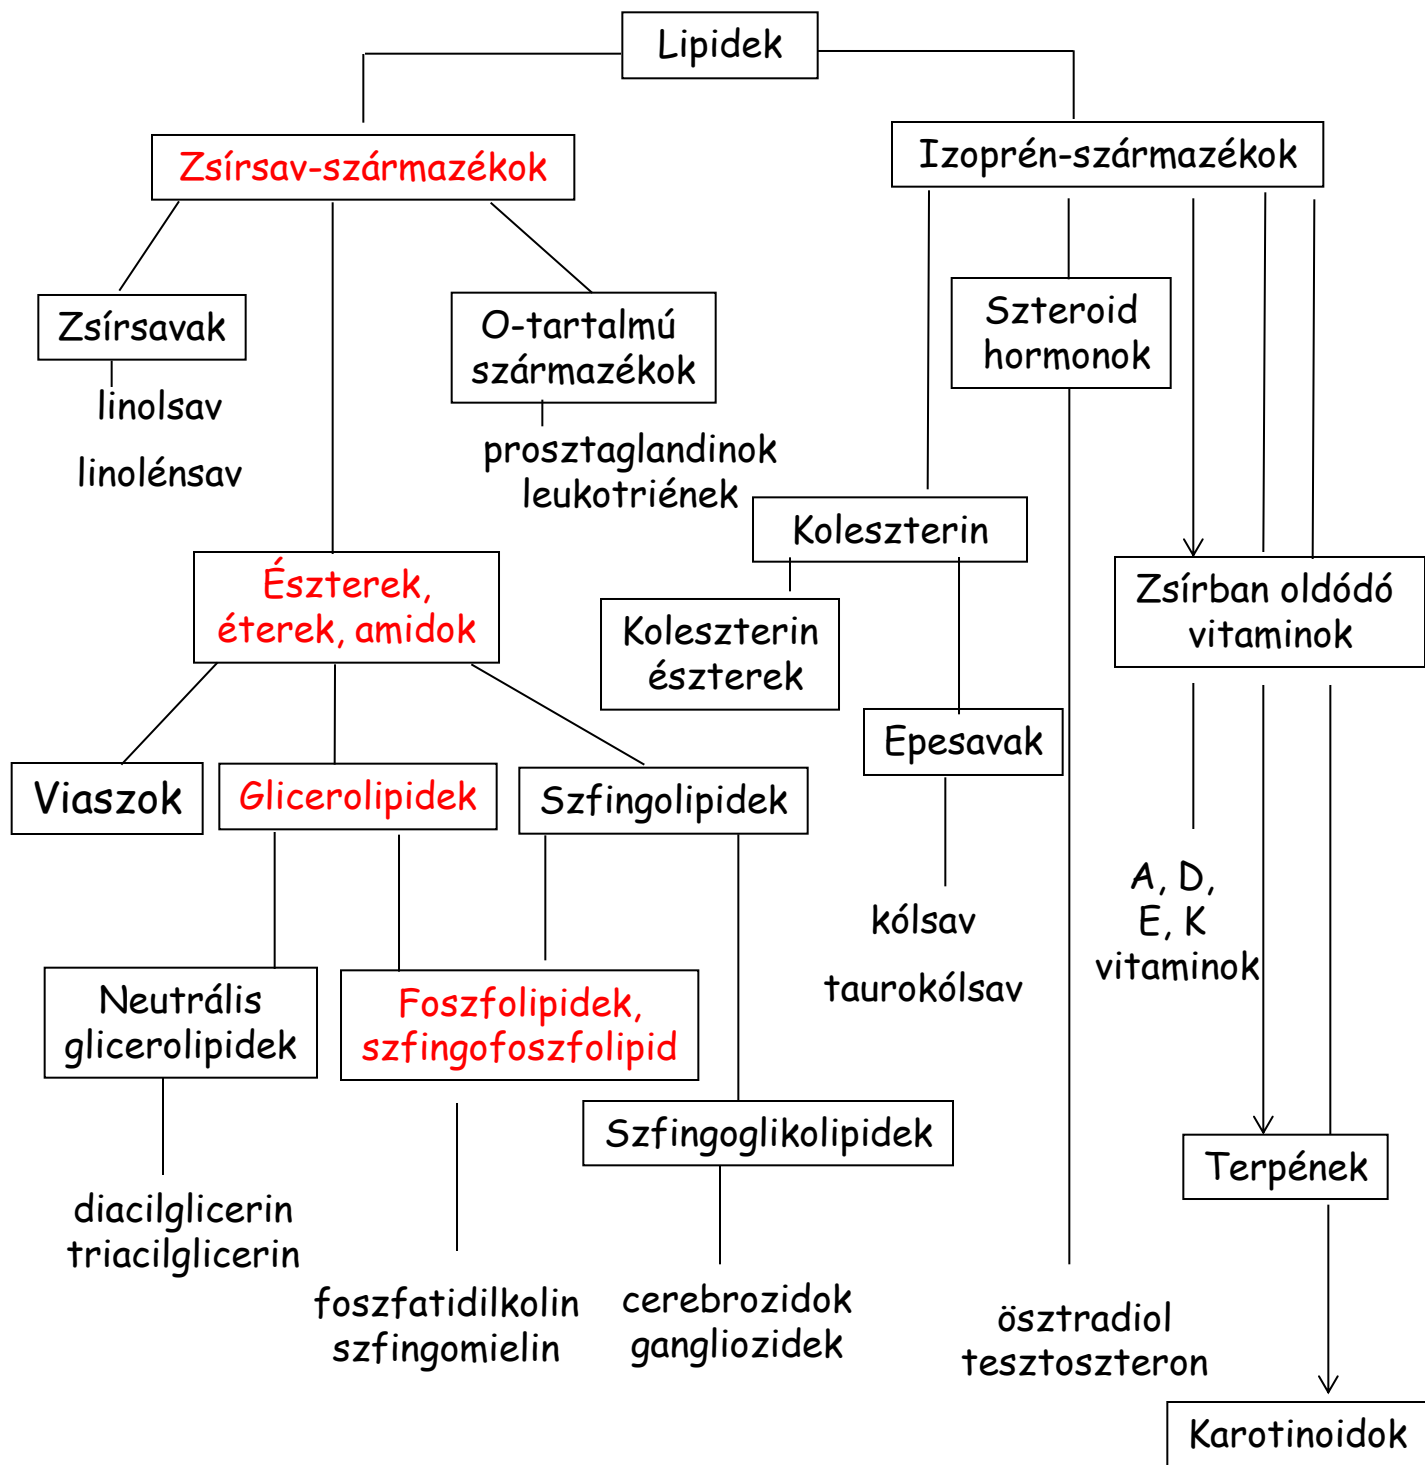 Lipidek
Zsírsav-származékok
Izoprén-származékok
Zsírsavak
linolsav
linolénsav
O-tartalmú
származékok
prosztaglandinok
leukotriének
Szteroid
hormonok
Koleszterin
Észterek,
éterek, amidok
Koleszterin
észterek
Zsírban oldódó
vitaminok
Epesavak
Viaszok
Glicerolipidek
Szfingolipidek
kólsav
taurokólsav
A, D,
E, K
vitaminok
Neutrális
glicerolipidek
Foszfolipidek,
szfingofoszfolipid
Szfingoglikolipidek
Terpének
diacilglicerin
triacilglicerin
foszfatidilkolin
szfingomielin
cerebrozidok
gangliozidek
ösztradiol
tesztoszteron
Karotinoidok